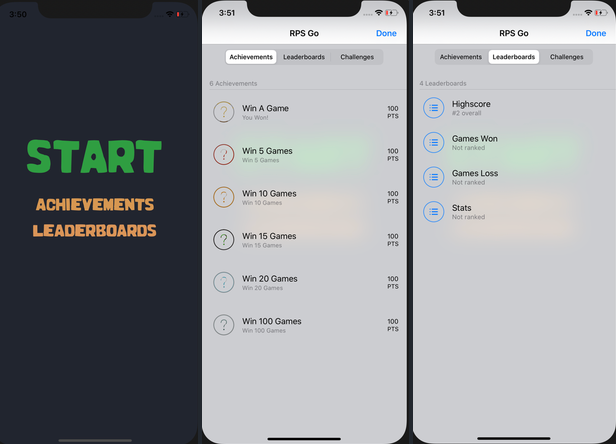 3:50
START
ACHIEVEMENTS
LEADERBOARDS
3:51
RPS Go
Done
Achievements
Leaderboards
Challenges
6 Achievements
Win A Game
You Won!
100
PTS
Win 5 Games
Win 5 Games
100
PTS
Win 10 Games
Win 10 Games
100
PTS
Win 15 Games
Win 15 Games
100
PTS
Win 20 Games
Win 20 Games
100
PTS
Win 100 Games
Win 100 Games
100
PTS
3:51
RPS Go
Done
Achievements
Leaderboards
Challenges
4 Leaderboards
Highscore
#2 overall
Games Won
Not ranked
Games Loss
Not ranked
Stats
Not ranked